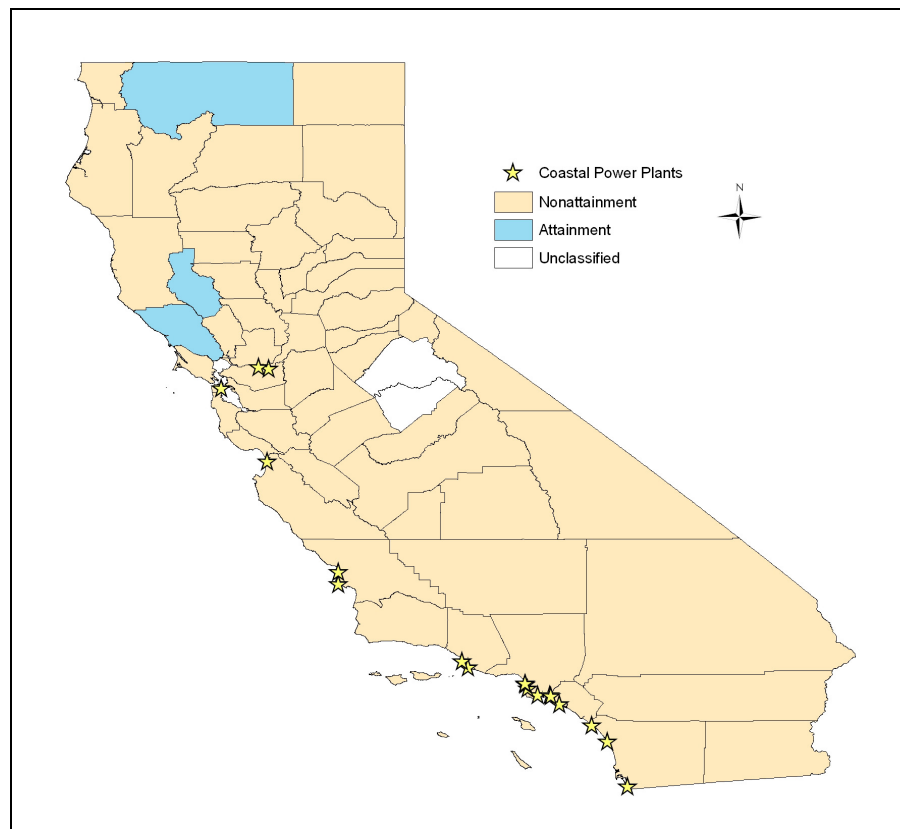 Coastal Power Plants
N
Nonattainment
Attainment
Unclassified